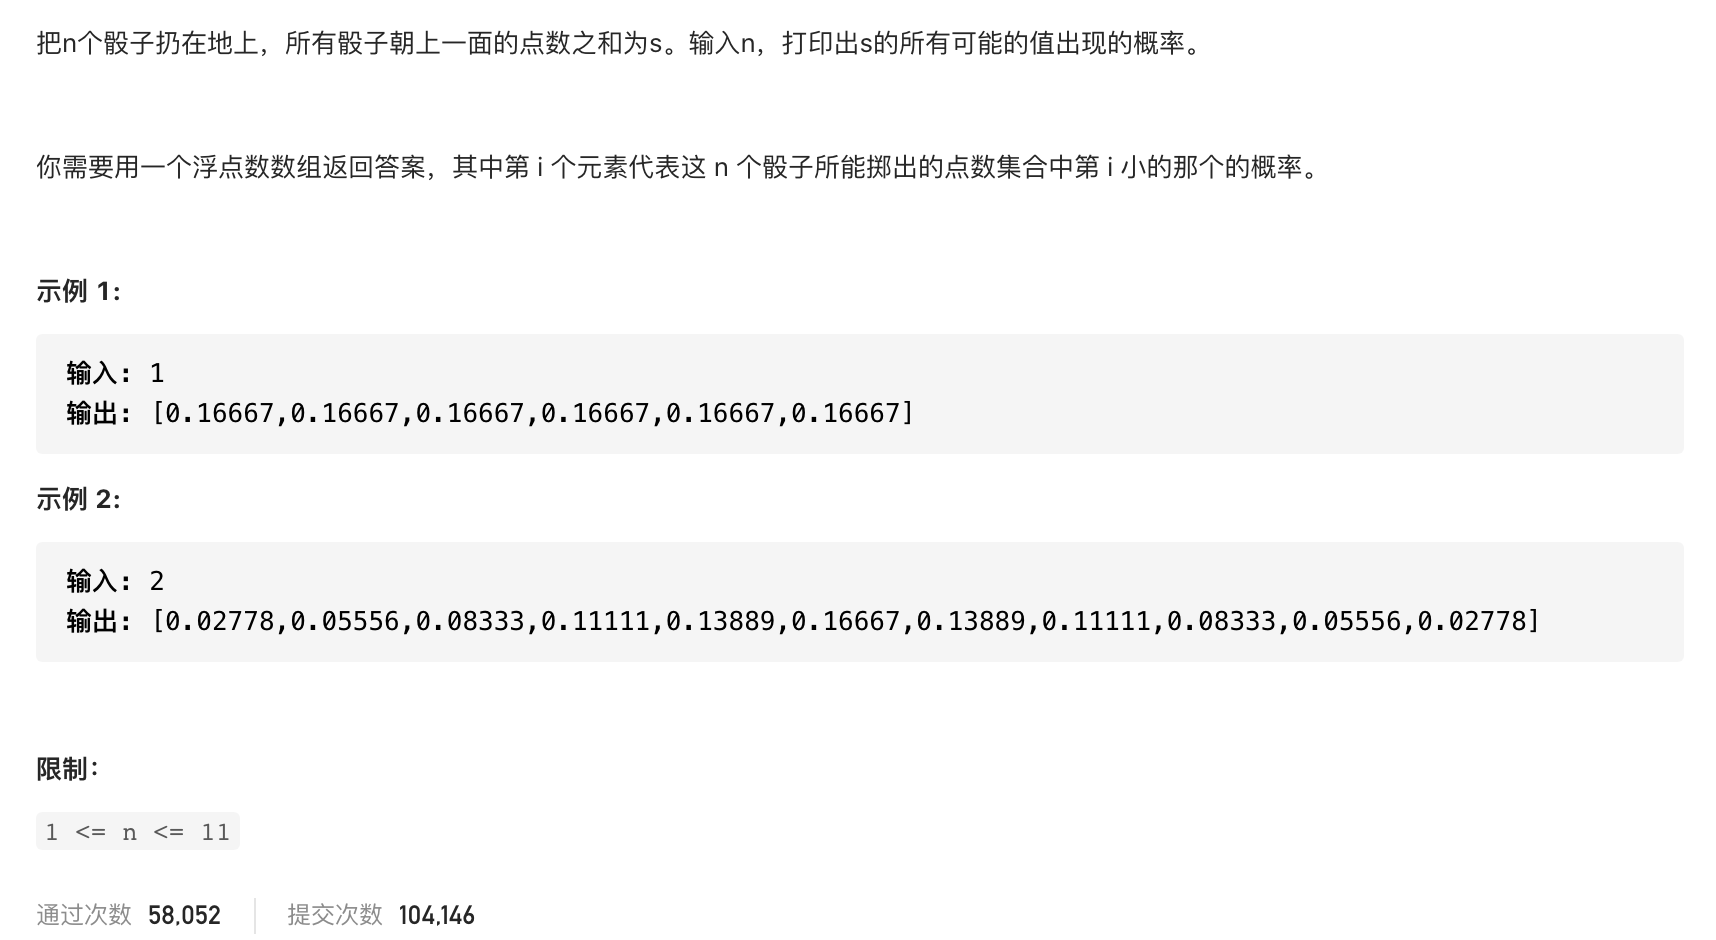 把n个骰子扔在地上，所有骰子朝上一面的点数之和为s。输入n，打印出s的所有可能的值出现的概率。
你需要用一个浮点数数组返回答案，其中第 i 个元素代表这 n 个骰子所能掷出的点数集合中第 i 小的那个的概率。
示例 1:
输入: 1
输出: [0.16667,0.16667,0.16667,0.16667,0.16667,0.16667]
示例 2:
输入: 2
输出: [0.02778,0.05556,0.08333,0.11111,0.13889,0.16667,0.13889,0.11111,0.08333,0.05556,0.02778]
限制：
1 <= n <= 11
通过次数 58,052 提交次数 104,146